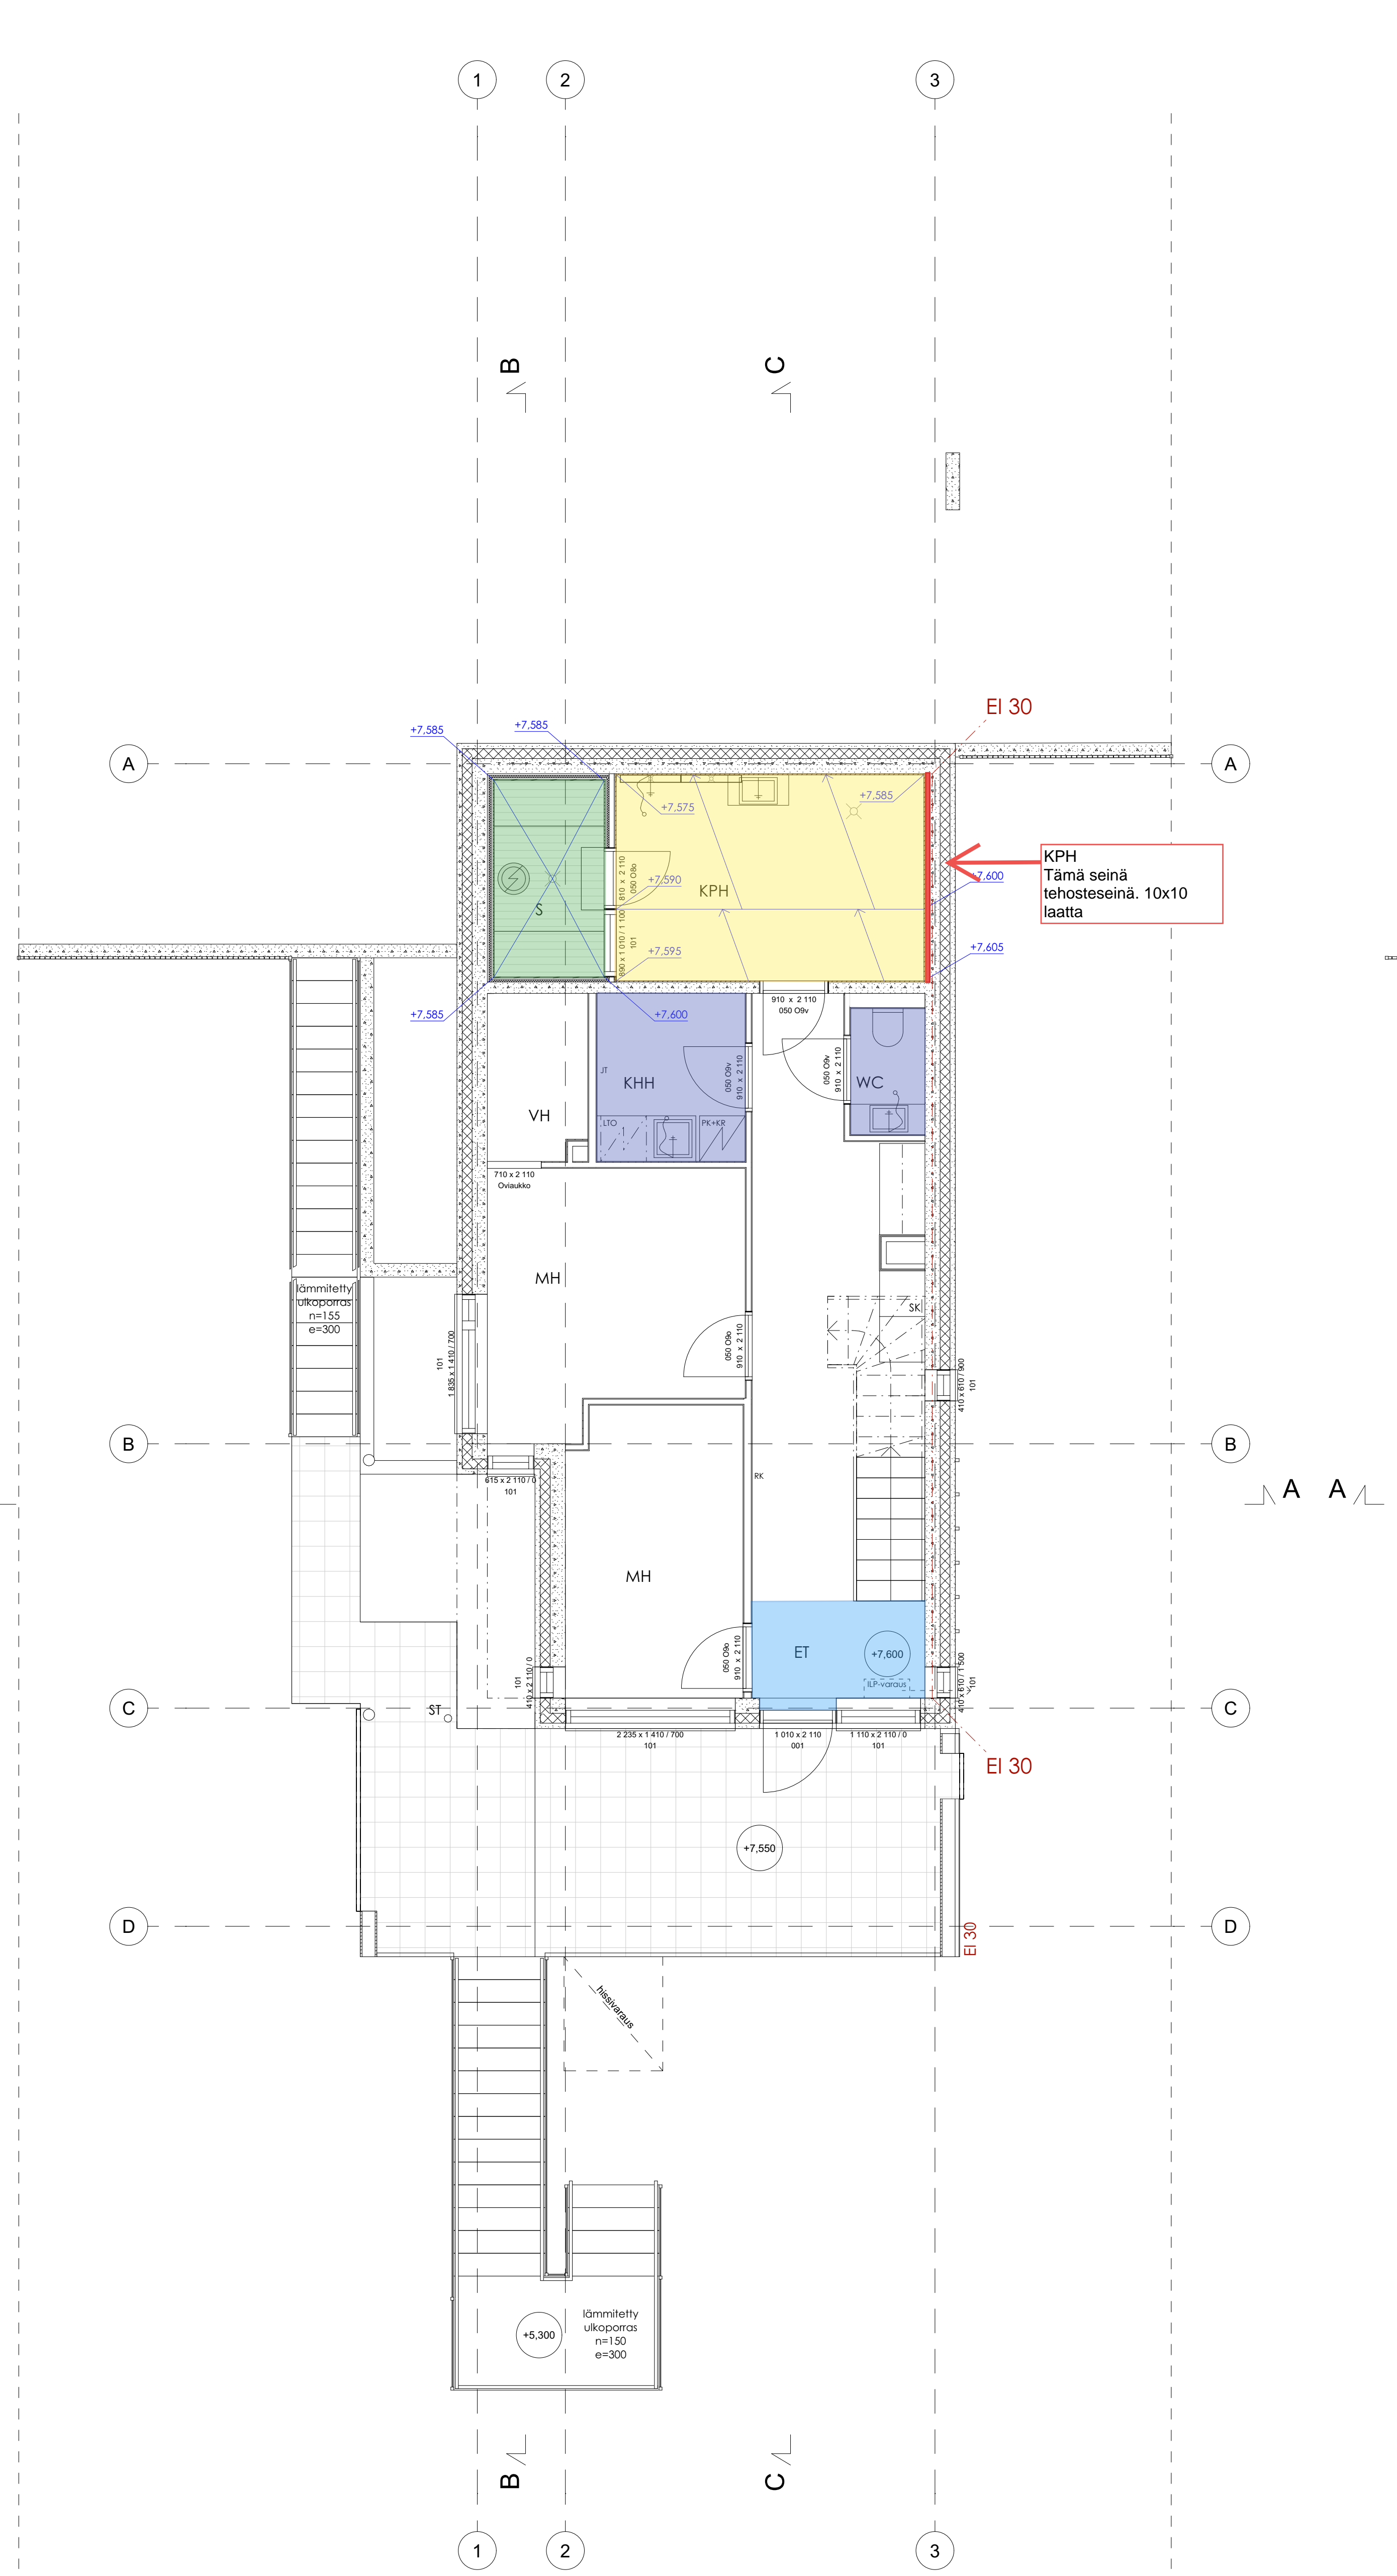 1
2
3
B
C
EI 30
+7,585
+7,585
A
A
+7,575
+7,585
KPH
Tämä seinä
tehosteseinä. 10x10
laatta
+7,600
810 x 2 110
050 O8o
+7,590
KPH
S
890 x 1 010 / 1 100
101
+7,595
+7,605
+7,585
+7,600
910 x 2 110
050 O9v
JT
KHH
050 O9v
910 x 2 110
050 O9v
910 x 2 110
WC
VH
LTO
PK+KR
710 x 2 110
Oviaukko
MH
lämmitetty
ulkoporras
n=155
e=300
SK
101
1 835 x 1 410 / 700
050 O9o
910 x 2 110
410 x 610 / 900
101
B
B
RK
615 x 2 110 / 0
101
A
A
MH
ET
+7,600
050 O9o
910 x 2 110
ILP-varaus
101
410 x 2 110 / 0
410 x 610 / 1 500
101
C
ST
C
2 235 x 1 410 / 700
101
1 010 x 2 110
001
1 110 x 2 110 / 0
101
EI 30
+7,550
D
D
EI 30
hissivaraus
+5,300
lämmitetty
ulkoporras
n=150
e=300
B
C
1
2
3